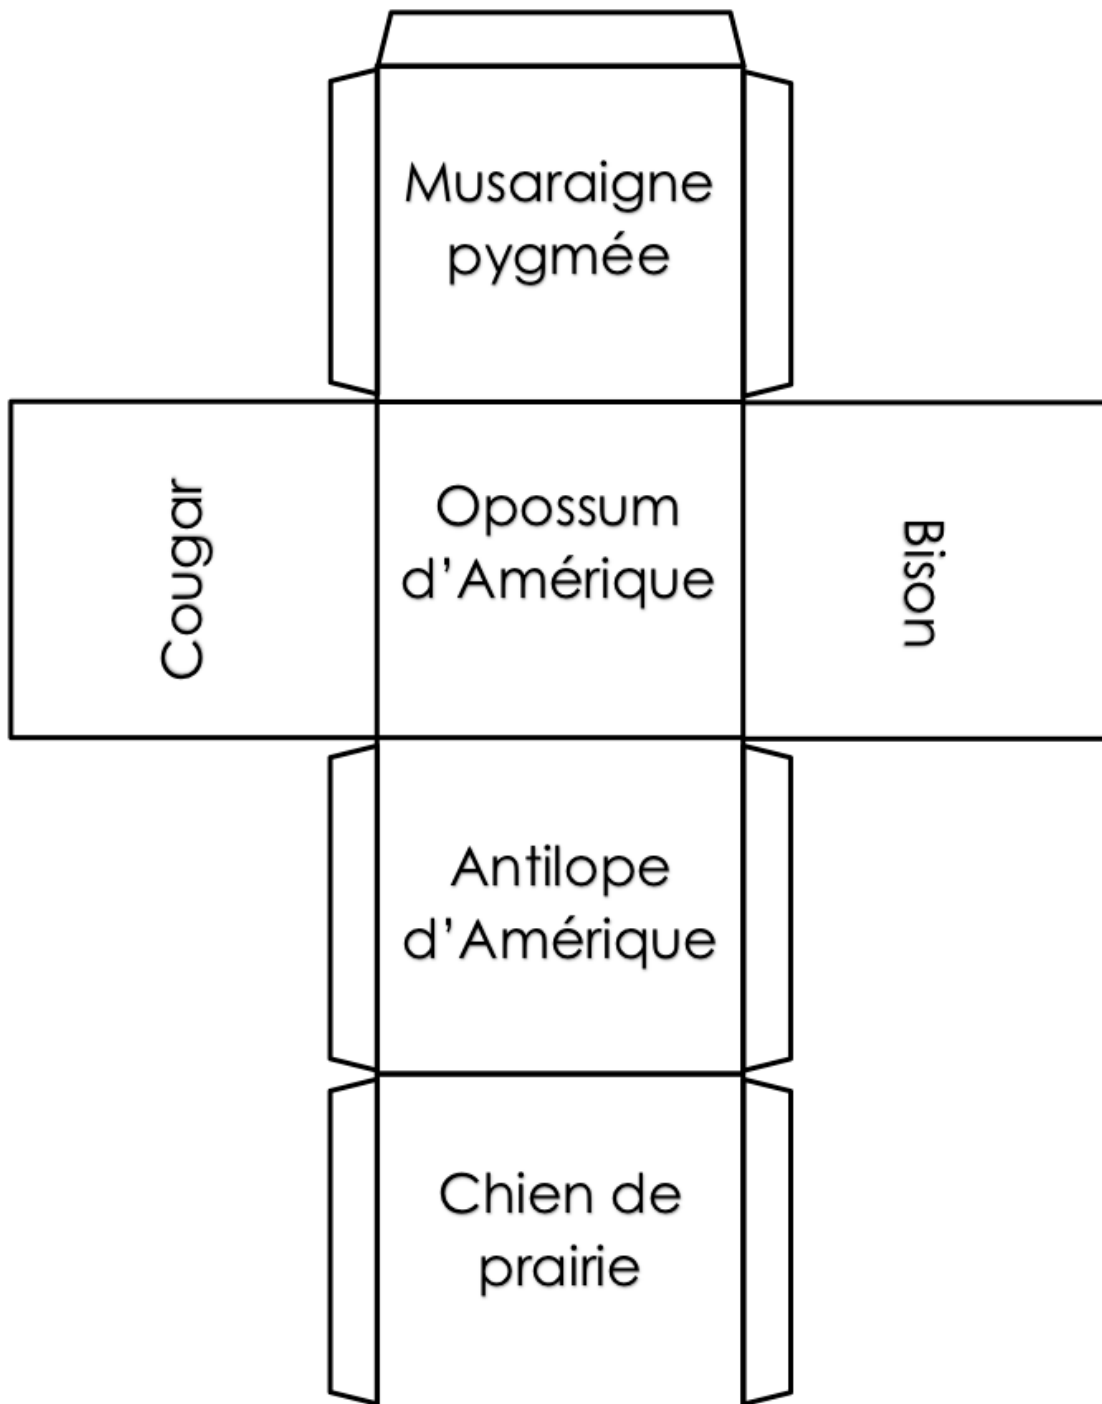 Musaraigne
pygmée
Cougar
Opossum
d’Amérique
Bison
Antilope
d’Amérique
Chien de
prairie